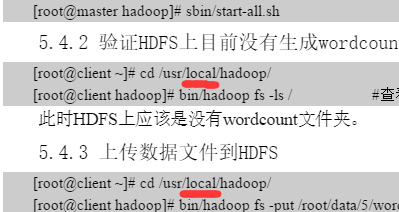 [root@master hadoop]# sbin/start-all.sh
5.4.2 验证HDFS上目前没有生成wordcoun
[root@client ~]# cd /usr/local/hadoop/
[root@client hadoop]# bin/hadoop fs -ls / #查看
此时HDFS上应该是没有wordcount文件夹。
5.4.3 上传数据文件到HDFS
[root@client ~]# cd /usr/local/hadoop/
[root@client hadoop]# bin/hadoop fs -put /root/data/5/wor